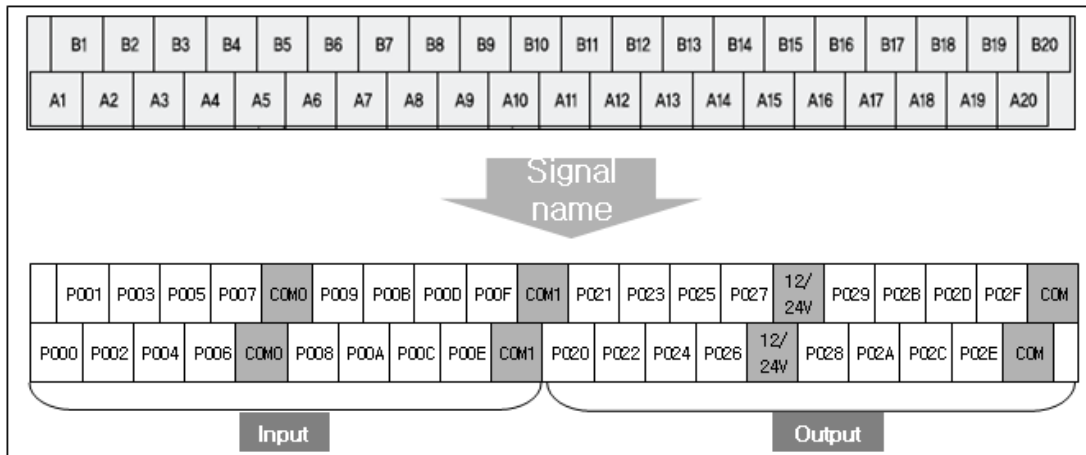 B1 B2 B3 B4 B5 B6 B7 B8 B9 B10 B11 B12 B13 B14 B15 B16 B17 B18 B19 B20
A1 A2 A3 A4 A5 A6 A7 A8 A9 A10 A11 A12 A13 A14 A15 A16 A17 A18 A19 A20
Signal
name
P001 P003 P005 P007 COM0 P009 P00B P00D P00F COM1 P021 P023 P025 P027 12/24V P029 P02B P02D P02F COM
P000 P002 P004 P006 COM0 P008 P00A P00C P00E COM1 P020 P022 P024 P026 12/24V P028 P02A P02C P02E COM
Input Output